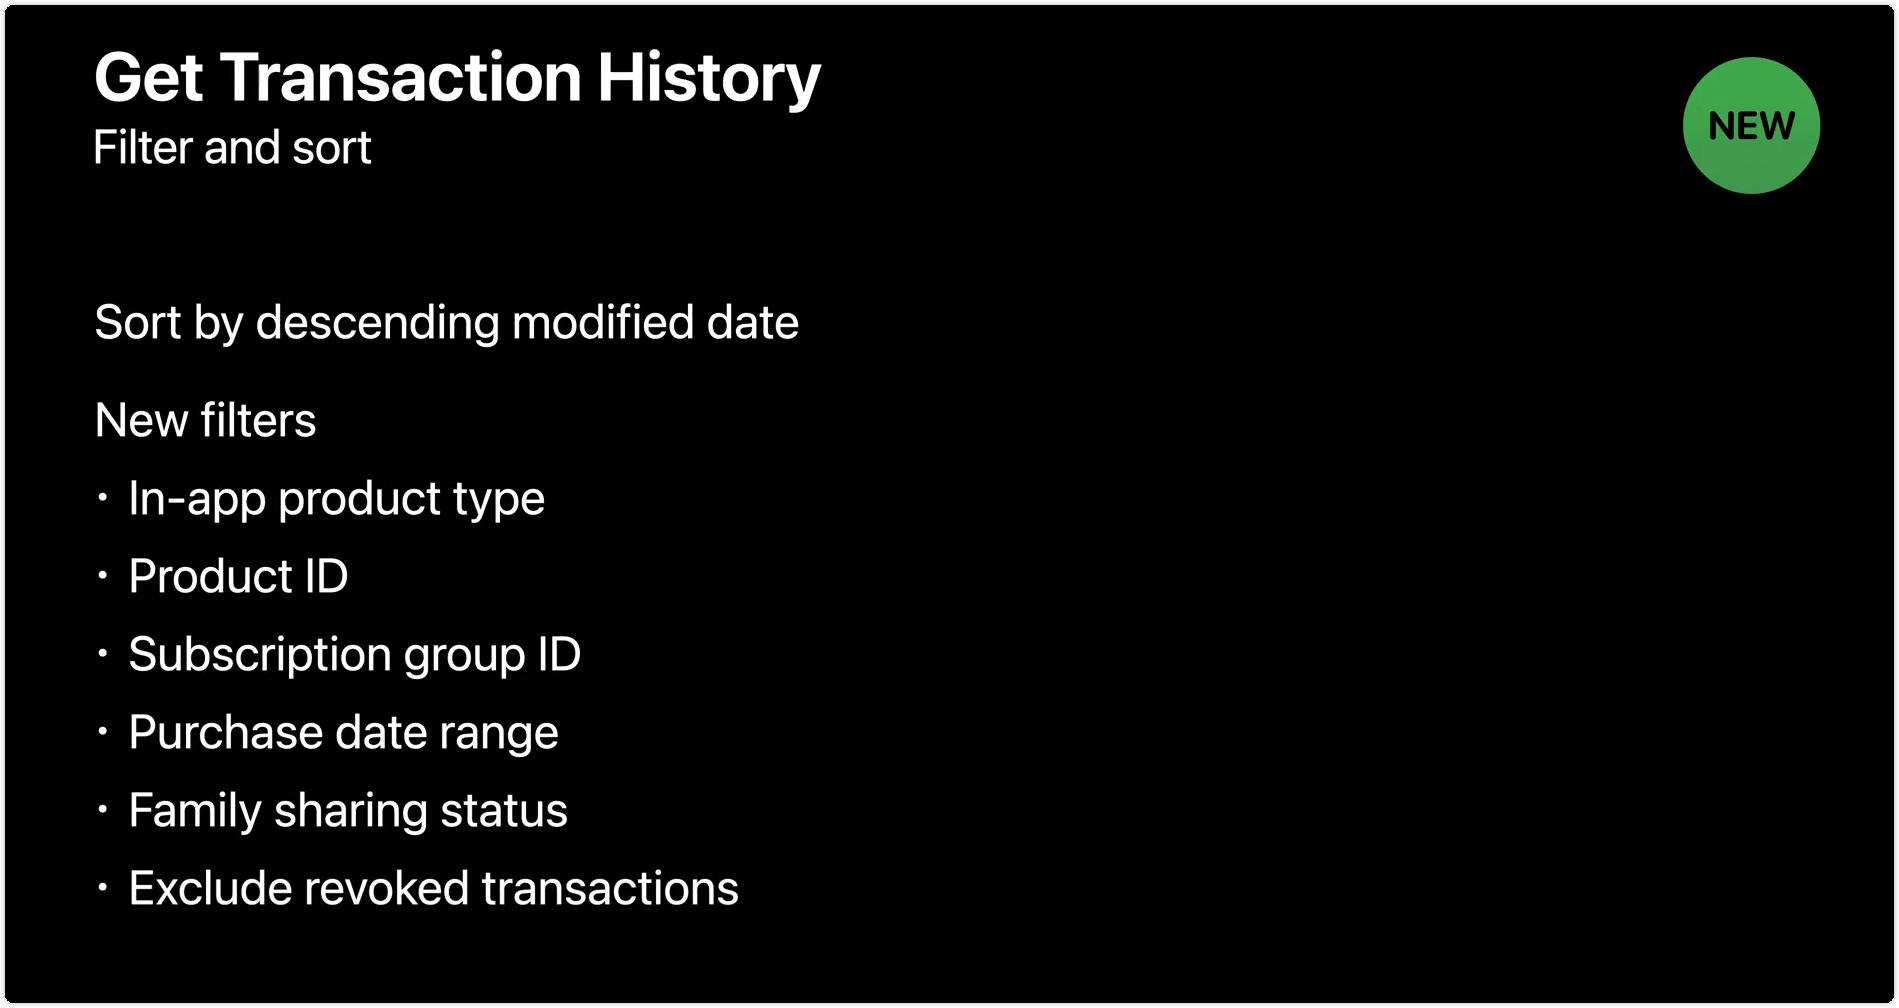 Get Transaction History
Filter and sort
NEW
Sort by descending modified date
New filters
• In-app product type
• Product ID
• Subscription group ID
• Purchase date range
• Family sharing status
• Exclude revoked transactions